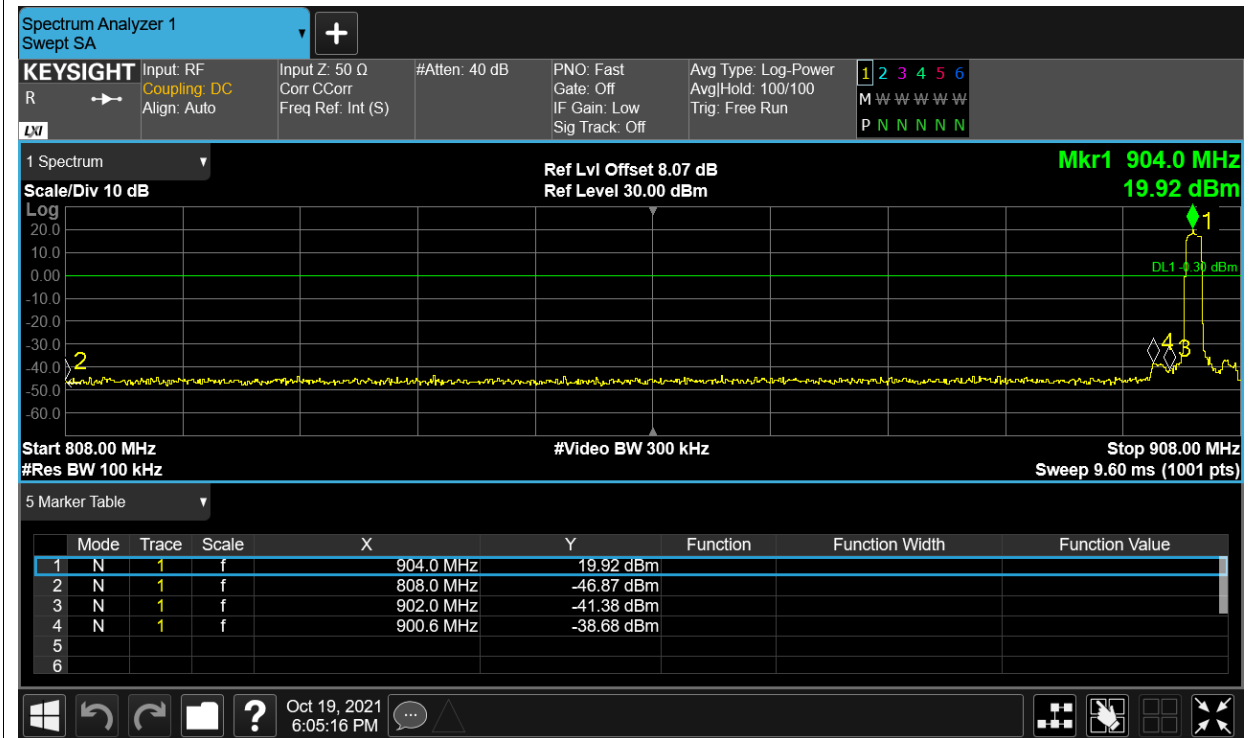 Spectrum Analyzer 1
Swept SA
+
KEYSIGHT Input: RF Input Z: 50 Ω #Atten: 40 dB PNO: Fast Avg Type: Log-Power 1 2 3 4 5 6
R Coupling: DC Corr CCorr Gate: Off Avg|Hold: 100/100 M W W W W W W
Align: Auto Freq Ref: Int (S) IF Gain: Low Trig: Free Run
LXI Sig Track: Off P N N N N N N
1 Spectrum
Ref Lvl Offset 8.07 dB Mkr1 904.0 MHz
Scale/Div 10 dB Ref Level 30.00 dBm 19.92 dBm
Log
1
20.0
10.0
0.00 DL1 -0.30 dBm
-10.0
-20.0
-30.0
4 3
2
-40.0
-50.0
-60.0
Start 808.00 MHz #Video BW 300 kHz Stop 908.00 MHz
#Res BW 100 kHz Sweep 9.60 ms (1001 pts)
5 Marker Table
Mode Trace Scale X Y Function Function Width Function Value
1 N 1 f 904.0 MHz 19.92 dBm
2 N 1 f 808.0 MHz -46.87 dBm
3 N 1 f 902.0 MHz -41.38 dBm
4 N 1 f 900.6 MHz -38.68 dBm
5
6
? Oct 19, 2021
6:05:16 PM